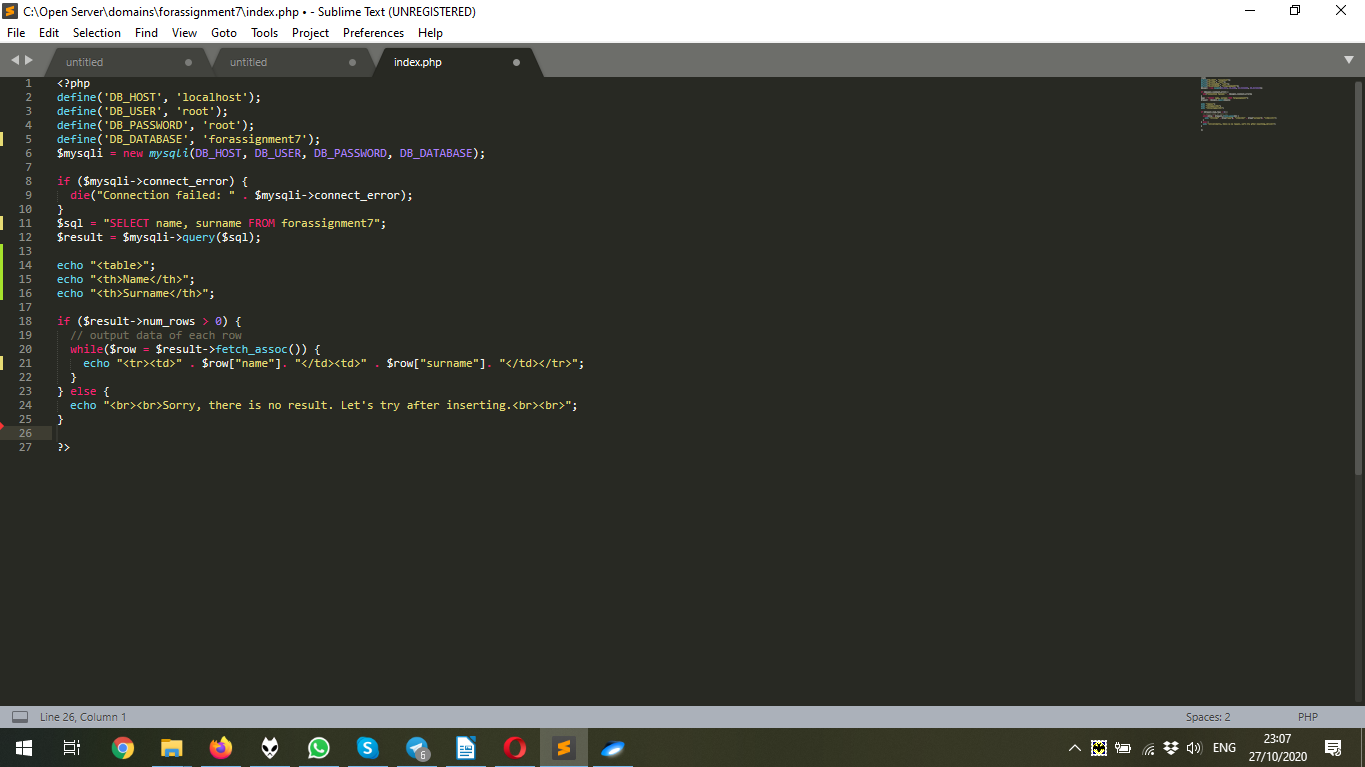 C:\Open Server\domains\forassignment7\index.php • - Sublime Text (UNREGISTERED)
File Edit Selection Find View Goto Tools Project Preferences Help
untitled untitled index.php
1 <?php
2 define('DB_HOST', 'localhost');
3 define('DB_USER', 'root');
4 define('DB_PASSWORD', 'root');
5 define('DB_DATABASE', 'forassignment7');
6 $mysqli = new mysqli(DB_HOST, DB_USER, DB_PASSWORD, DB_DATABASE);
7
8 if ($mysqli->connect_error) {
9   die("Connection failed: " . $mysqli->connect_error);
10 }
11 $sql = "SELECT name, surname FROM forassignment7";
12 $result = $mysqli->query($sql);
13
14 echo "<table>";
15 echo "<th>Name</th>";
16 echo "<th>Surname</th>";
17
18 if ($result->num_rows > 0) {
19   // output data of each row
20   while($row = $result->fetch_assoc()) {
21     echo "<tr><td>" . $row["name"]. "</td><td>" . $row["surname"]. "</td></tr>";
22   }
23 } else {
24   echo "<br><br>Sorry, there is no result. Let's try after inserting.<br><br>";
25 }
26
27 ?>
Line 26, Column 1 Spaces: 2 PHP
6 ENG 23:07
27/10/2020